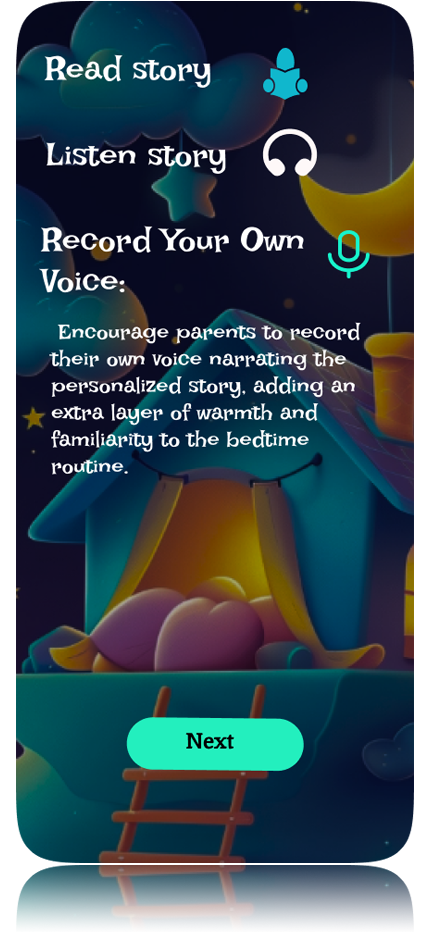 Read story
Listen story
Record Your Own
Voice:
Encourage parents to record
their own voice narrating the
personalized story, adding an
extra layer of warmth and
familiarity to the bedtime
routine.
Next